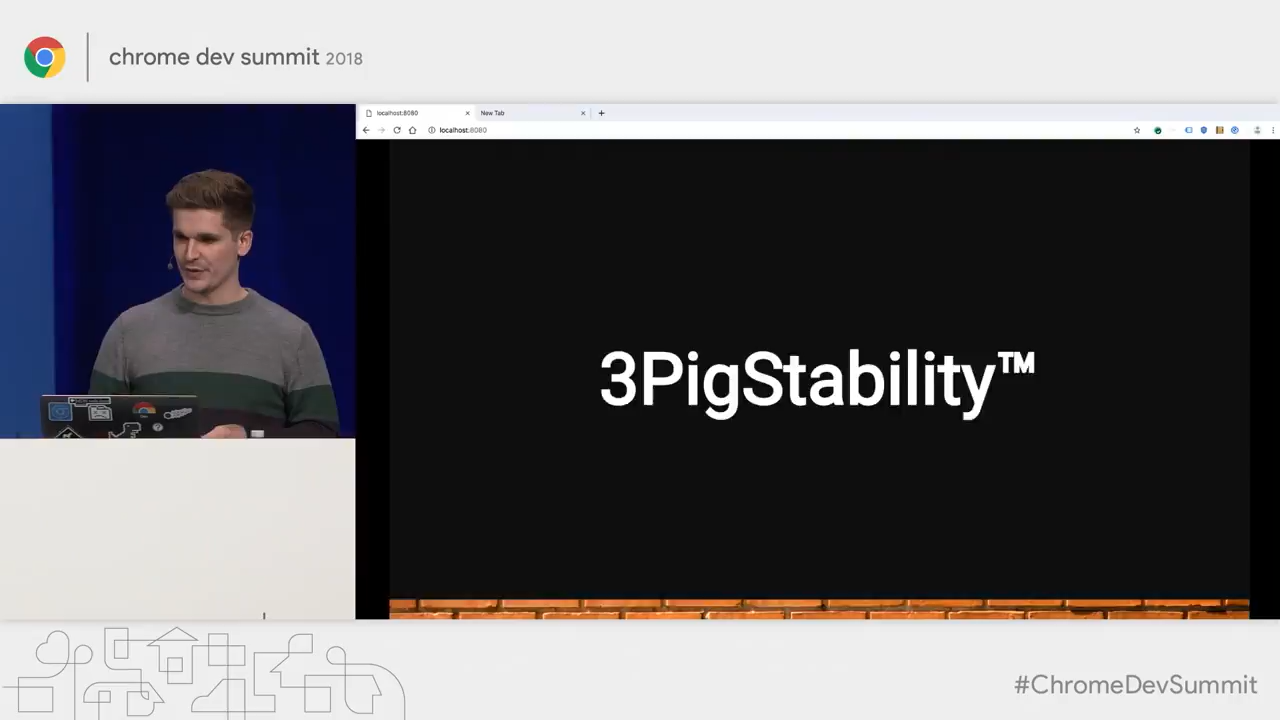 chrome dev summit 2018
localhost:8080
New Tab
localhost:8080
3PigStability™
#ChromeDevSummit